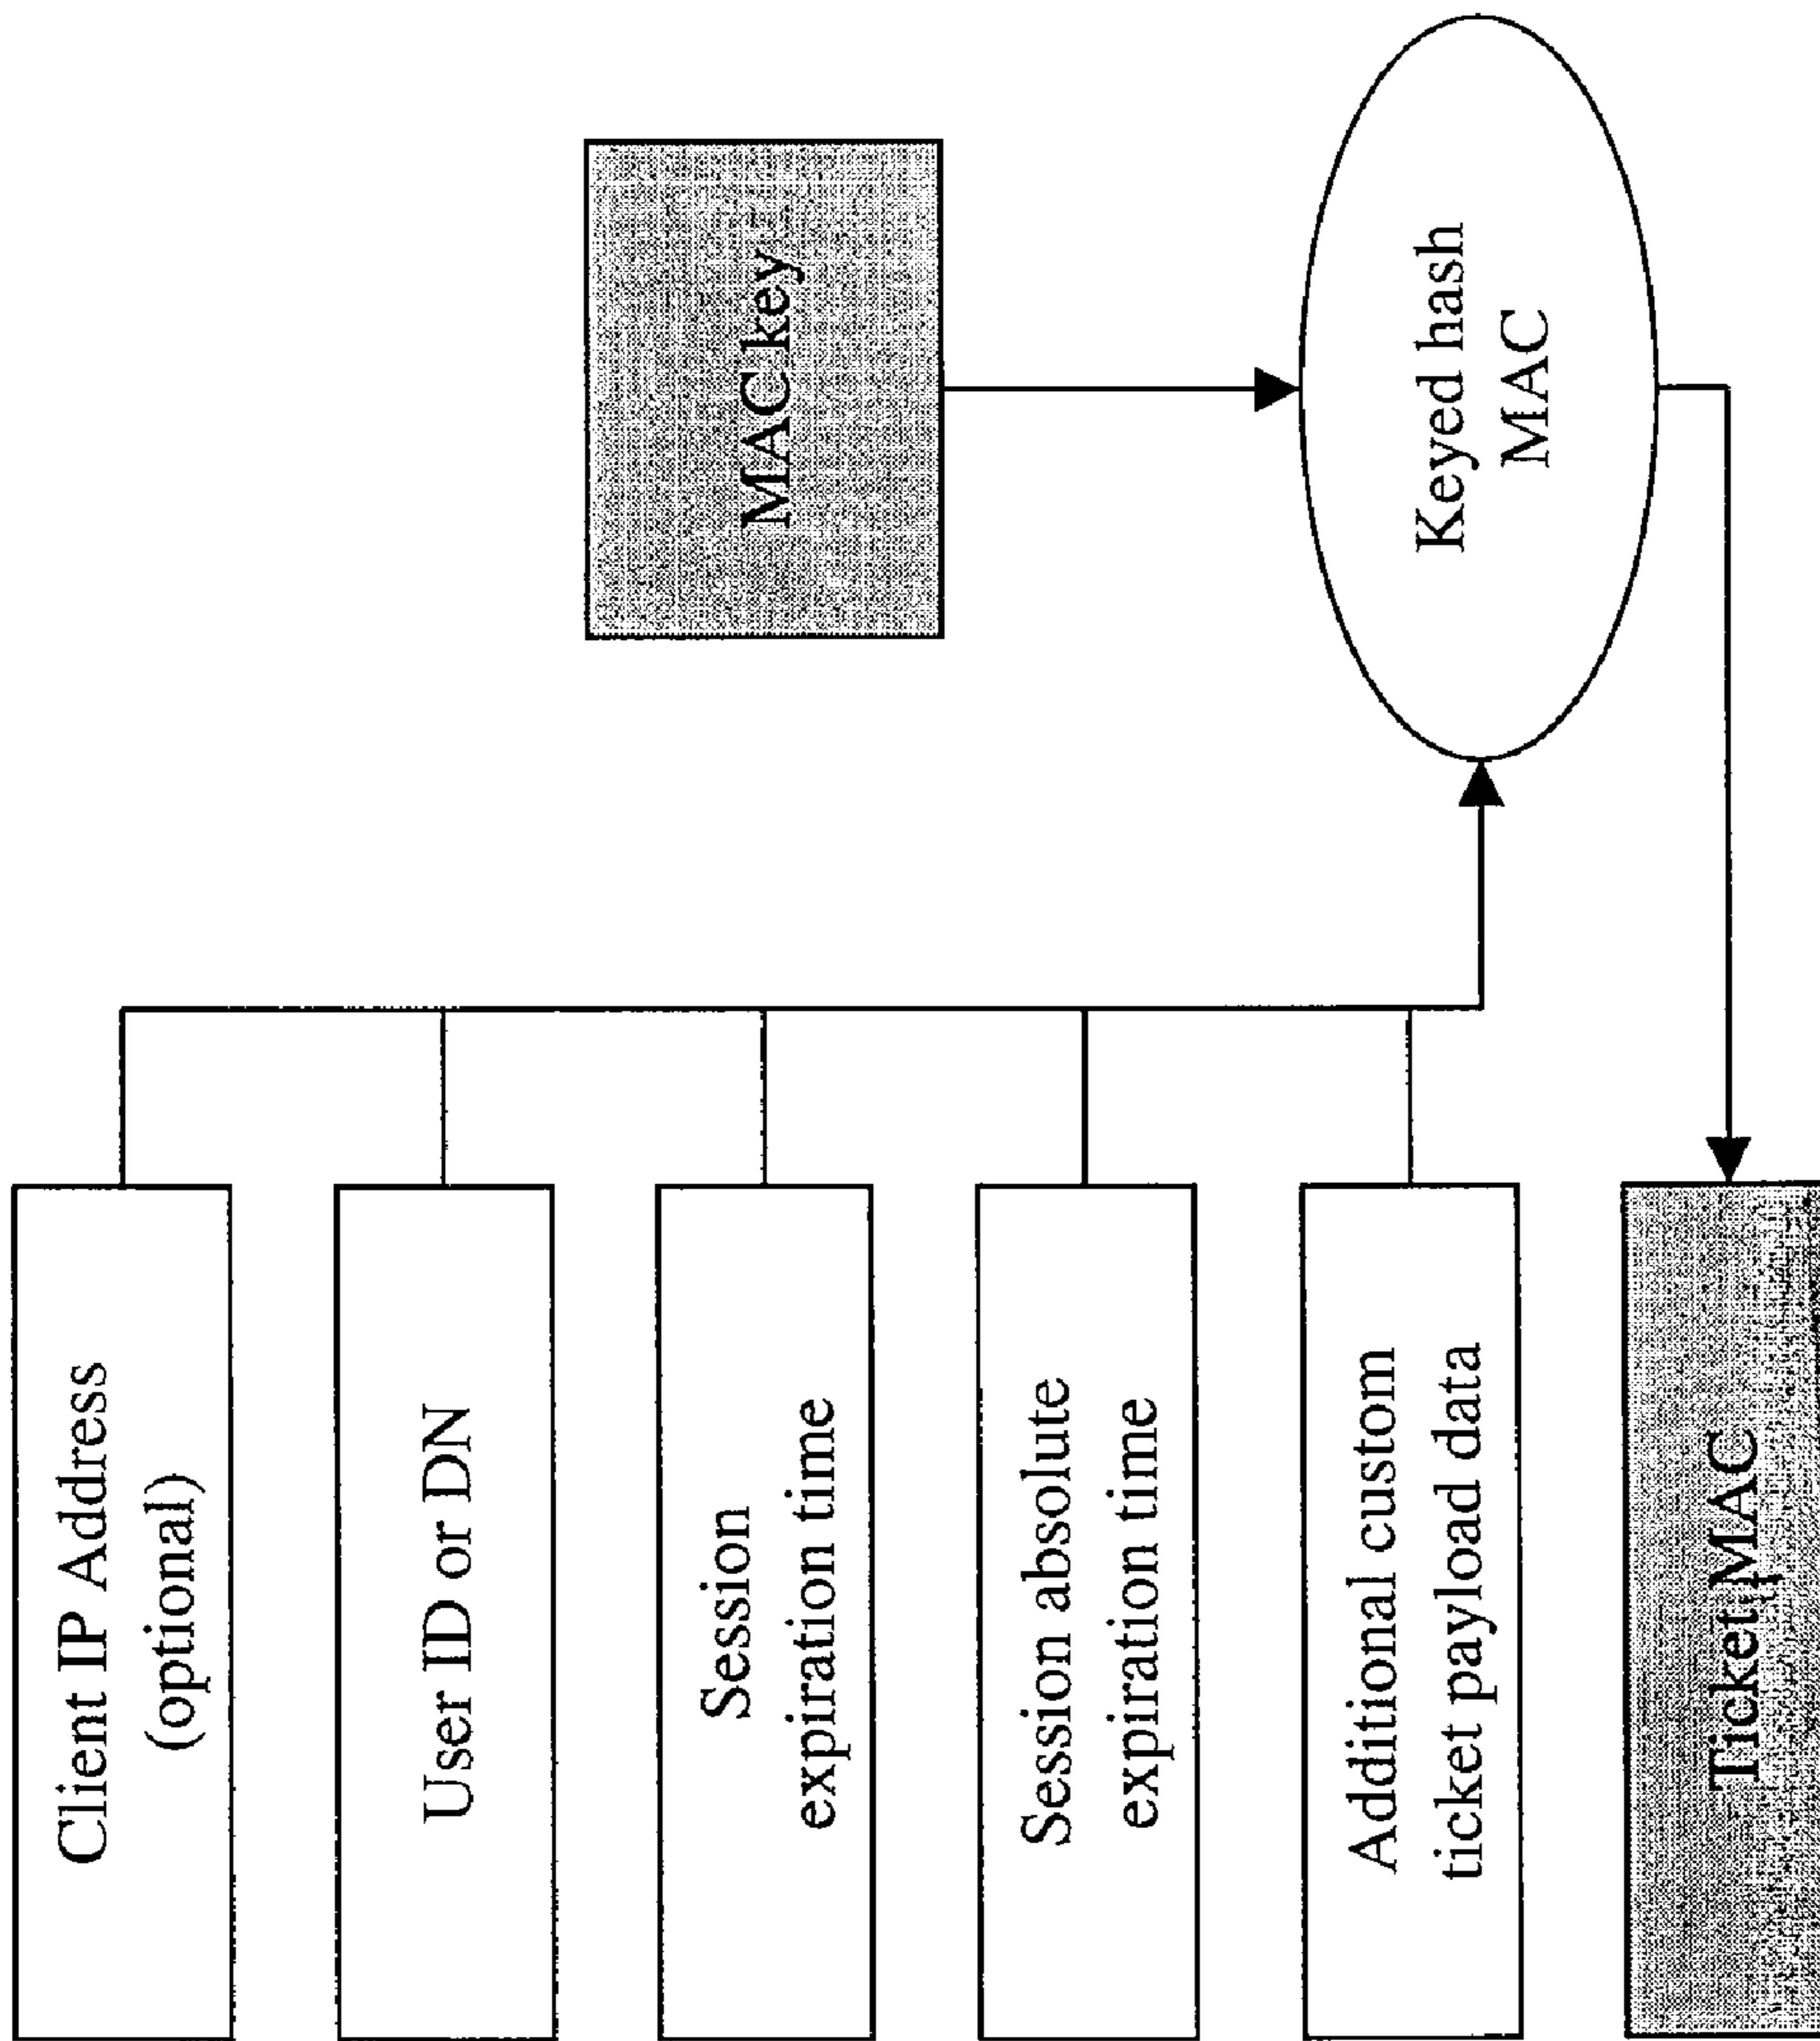 Client IP Address
(optional)
User ID or DN
Session
expiration time
Session absolute
expiration time
Additional custom
ticket payload data
Ticket MAC
MAC key
Keyed hash
MAC